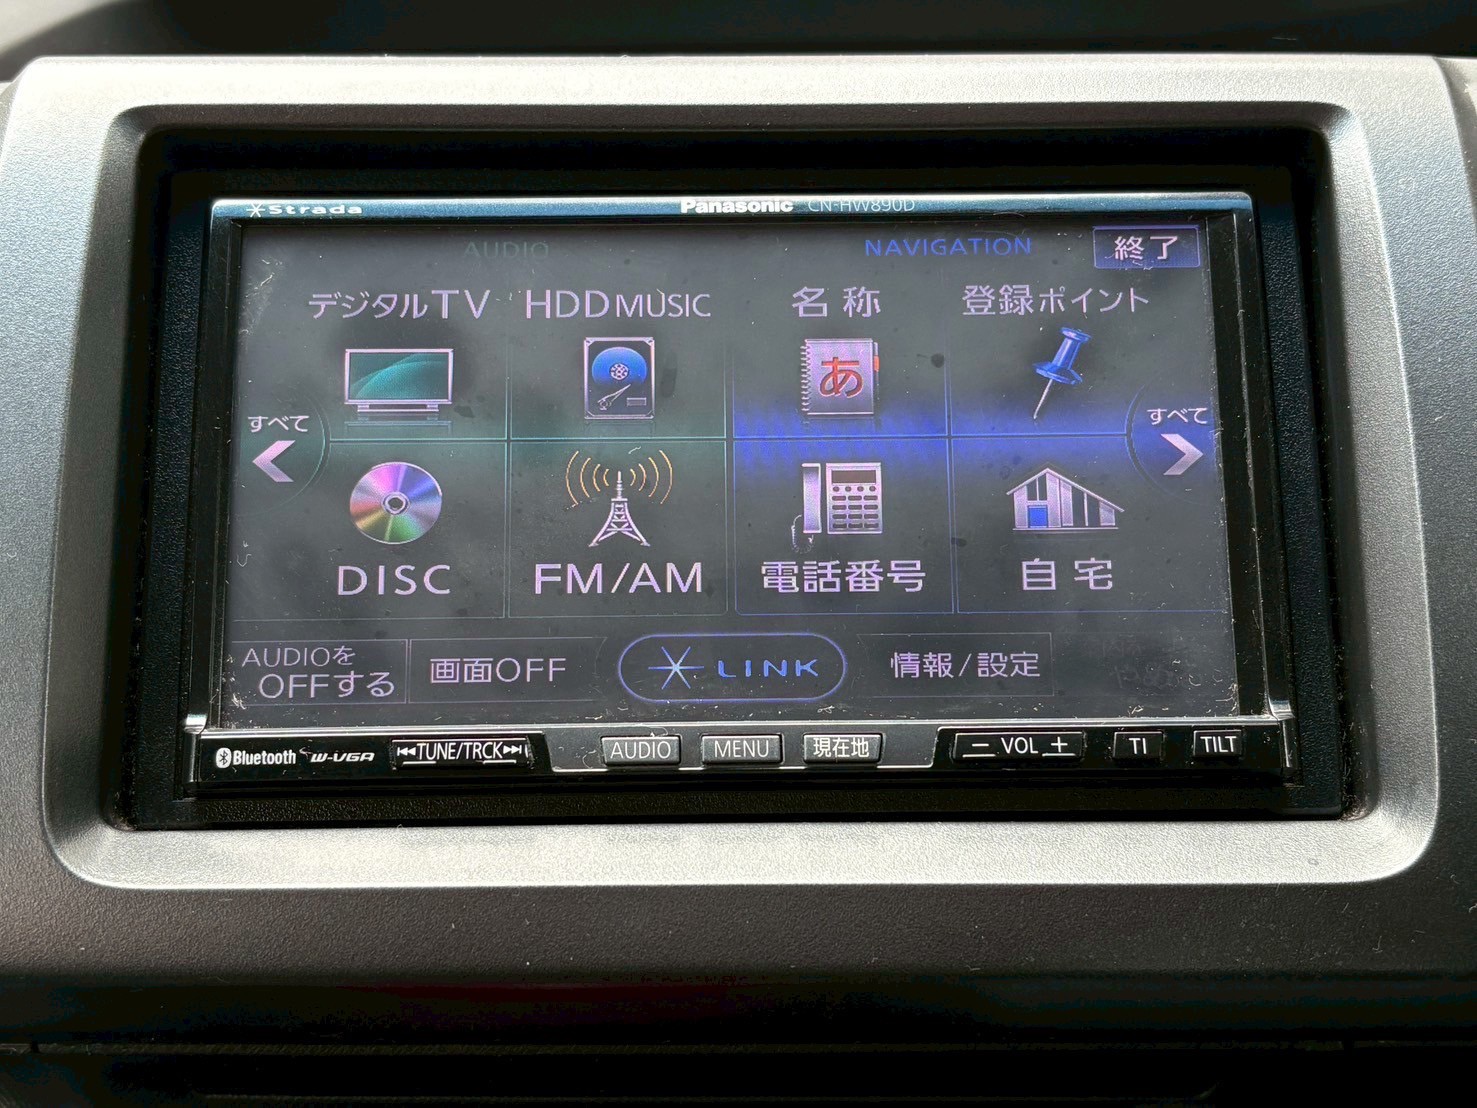 Strada
Panasonic CN-HW890D
AUDIO
NAVIGATION
終了
デジタルTV
HDD MUSIC
名称
登録ポイント
あ
すべて
すべて
DISC
FM/AM
電話番号
自宅
AUDIOを
OFFする
画面OFF
LINK
情報/設定
Bluetooth
W-VGA
TUNE/TRCK
AUDIO
MENU
現在地
− VOL +
TI
TILT